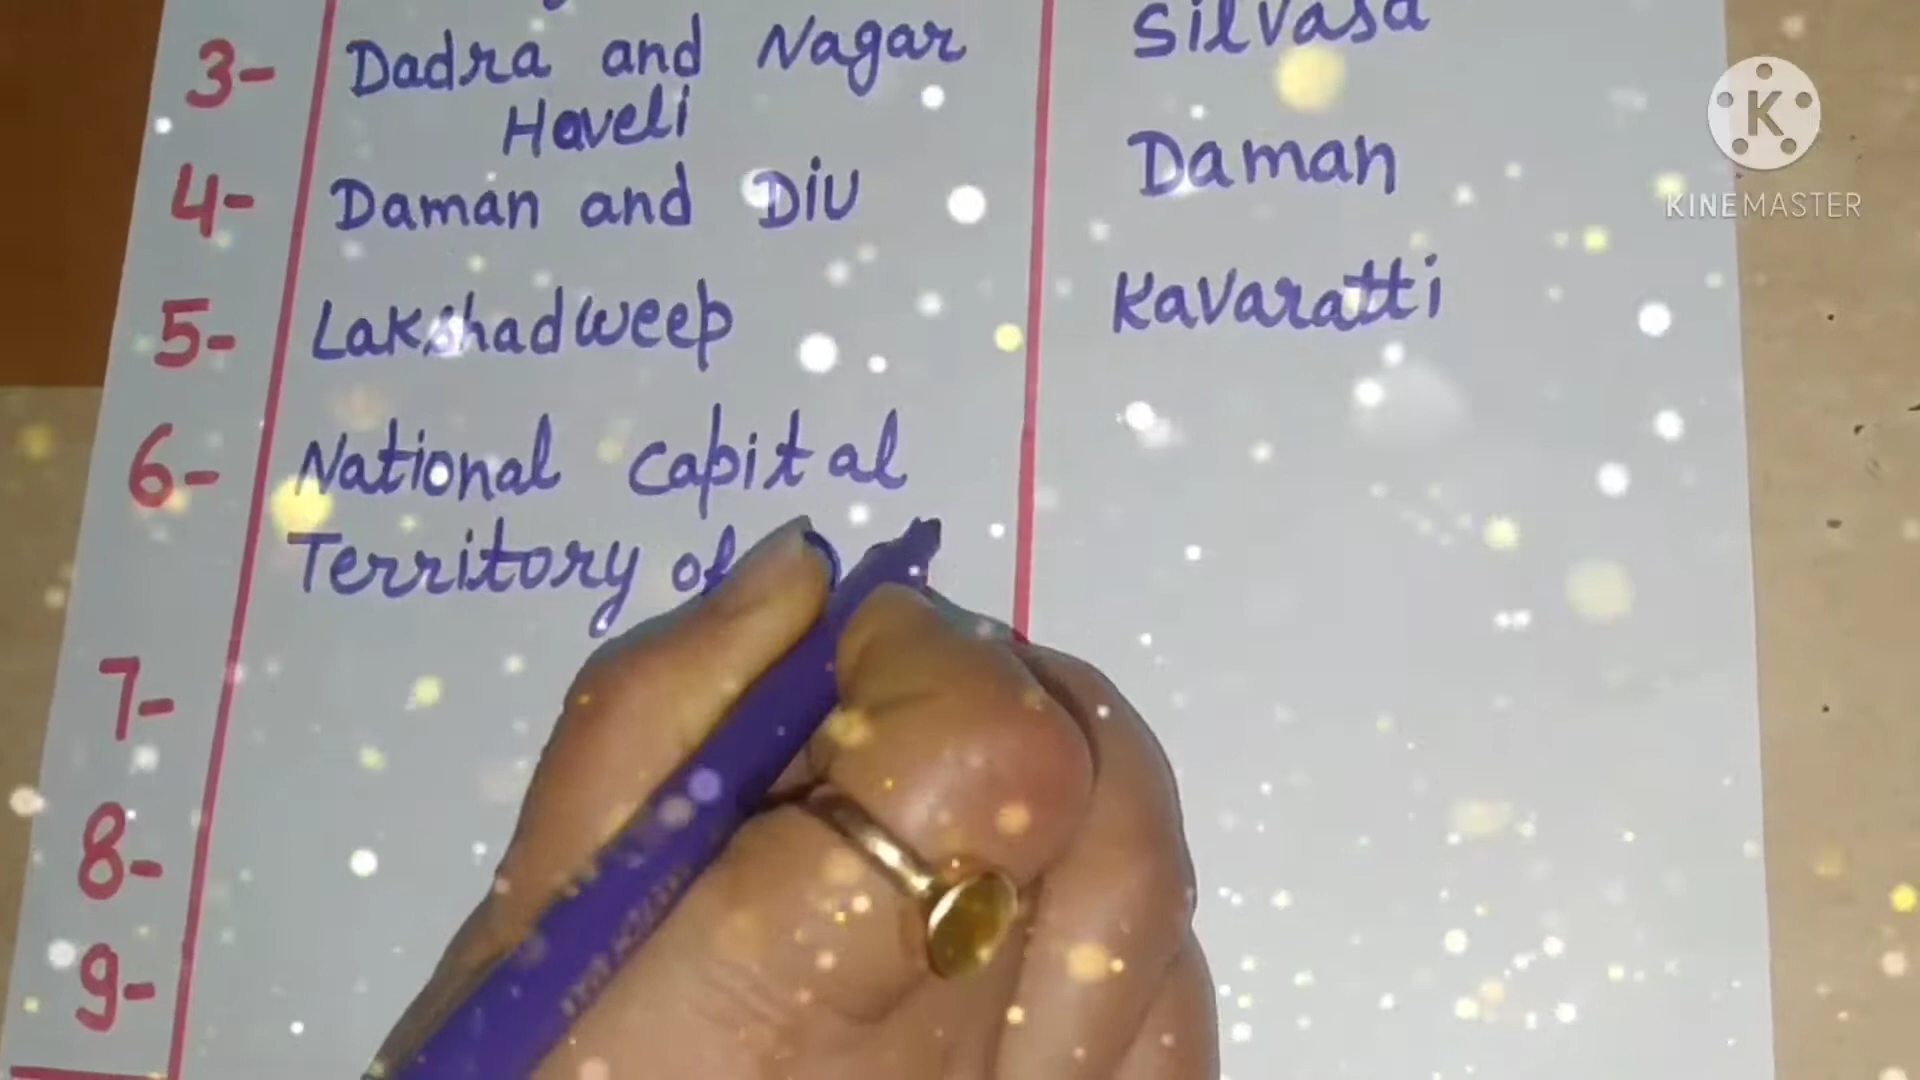 3- Dadra and Nagar Silvasa
Haveli
4- Daman and Diu Daman
5- Lakshadweep Kavaratti
6- National Capital
Territory of
7-
8-
9-
K
KINEMASTER